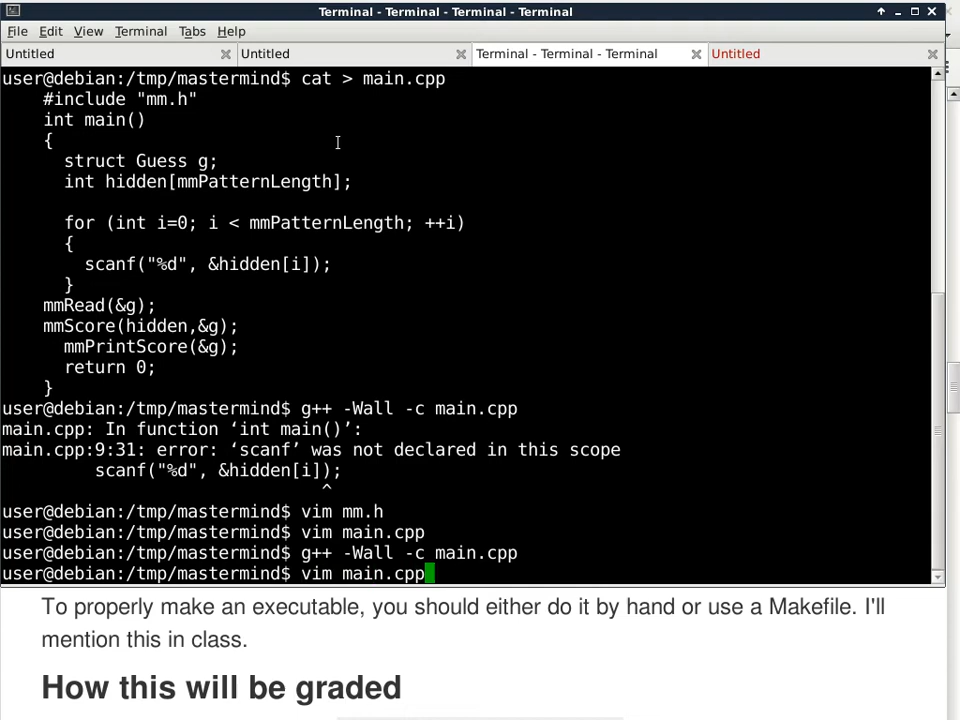 Terminal - Terminal - Terminal - Terminal
File Edit View Terminal Tabs Help
Untitled Untitled Terminal - Terminal - Terminal Untitled
user@debian:/tmp/mastermind$ cat > main.cpp
#include "mm.h"
int main()
{
struct Guess g;
int hidden[mmPatternLength];
for (int i=0; i < mmPatternLength; ++i)
{
scanf("%d", &hidden[i]);
}
mmRead(&g);
mmScore(hidden,&g);
mmPrintScore(&g);
return 0;
}
user@debian:/tmp/mastermind$ g++ -Wall -c main.cpp
main.cpp: In function ‘int main()’:
main.cpp:9:31: error: ‘scanf’ was not declared in this scope
scanf("%d", &hidden[i]);
^
user@debian:/tmp/mastermind$ vim mm.h
user@debian:/tmp/mastermind$ vim main.cpp
user@debian:/tmp/mastermind$ g++ -Wall -c main.cpp
user@debian:/tmp/mastermind$ vim main.cpp
To properly make an executable, you should either do it by hand or use a Makefile. I'll
mention this in class.
How this will be graded